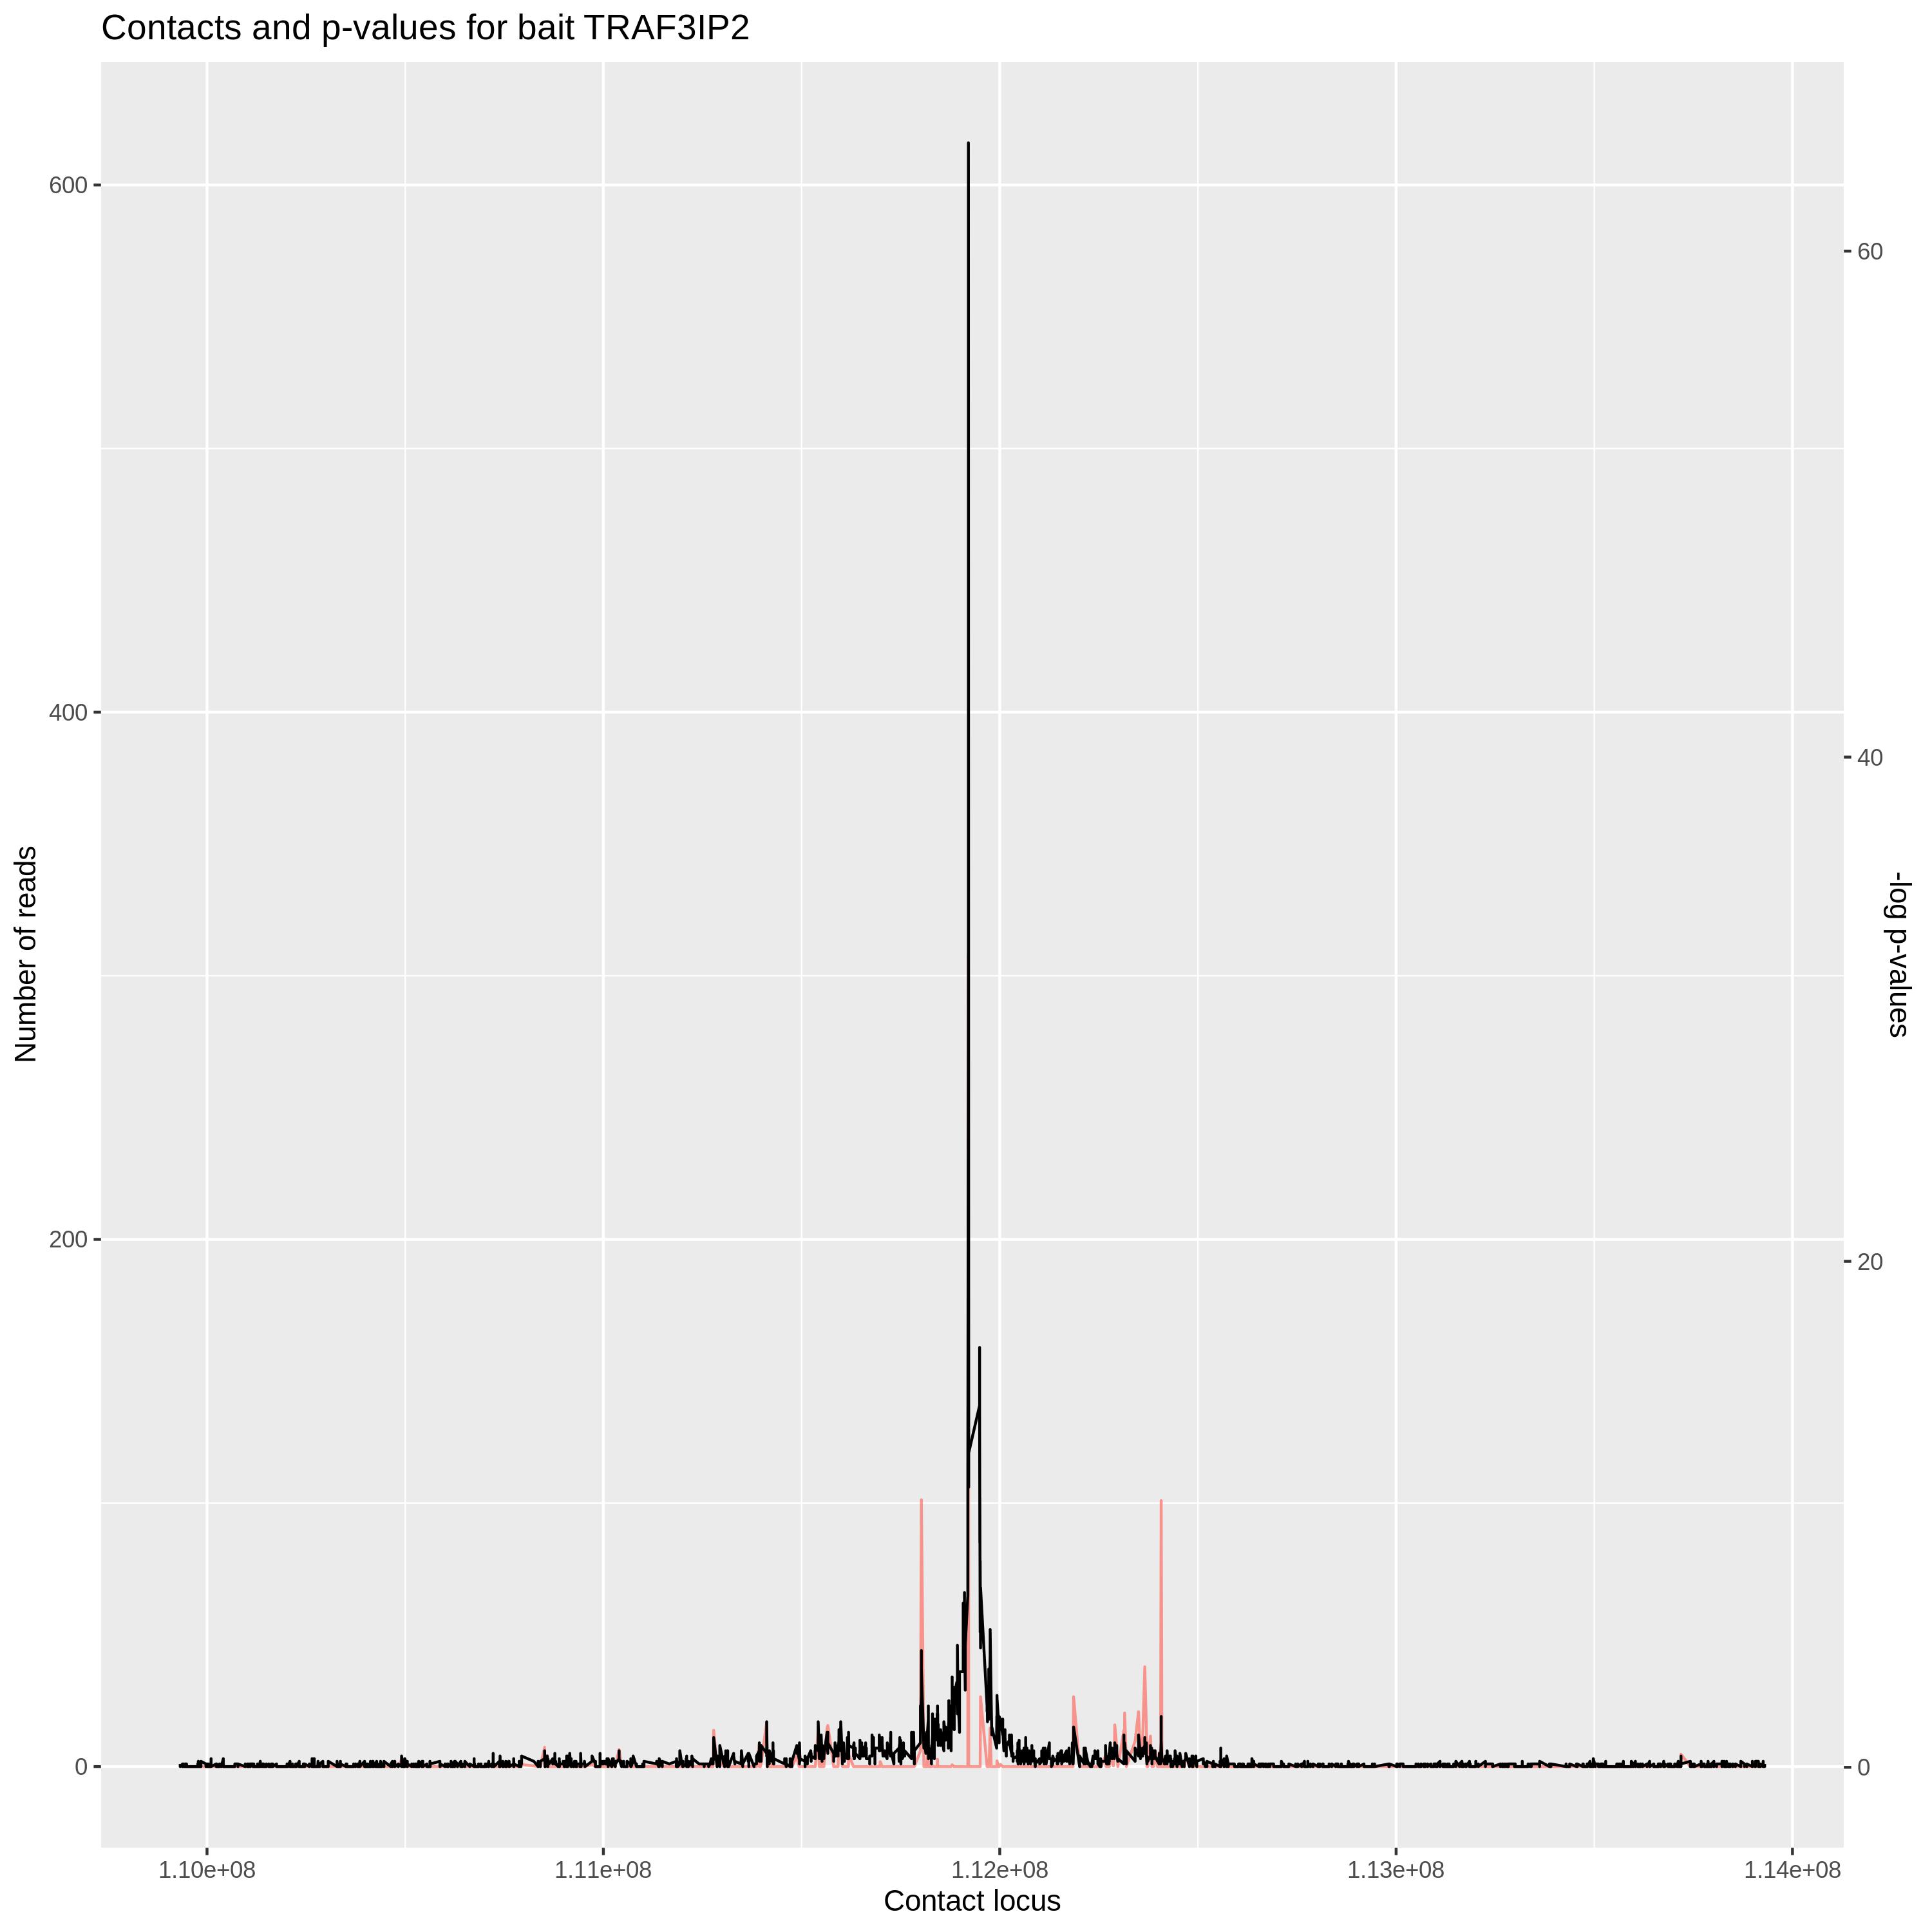 Contacts and p-values for bait TRAF3IP2
600
400
200
0
Number of reads
60
40
20
0
-log p-values
1.10e+08 1.11e+08 1.12e+08 1.13e+08 1.14e+08
Contact locus